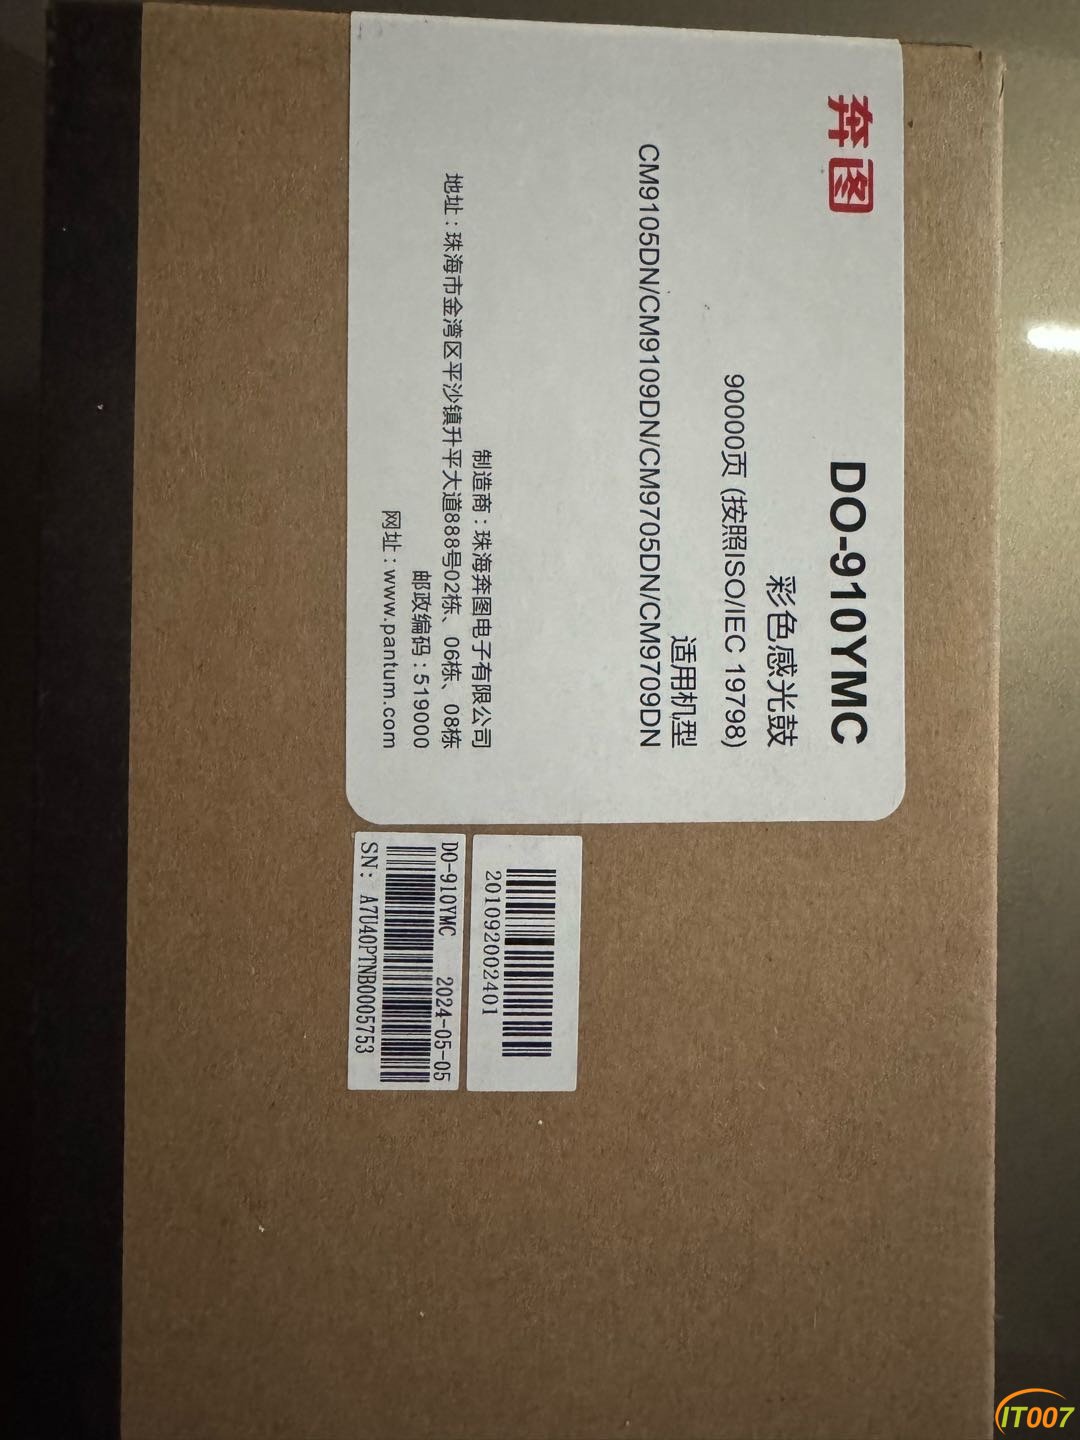 奔图
DO-910YMC
彩色感光鼓
90000页 (按照ISO/IEC 19798)
适用机型
CM9105DN/CM9109DN/CM9705DN/CM9709DN
制造商：珠海奔图电子有限公司
地址：珠海市金湾区平沙镇升平大道888号02栋、06栋、08栋
邮政编码：519000
网址：www.pantum.com
201092002401
DO-910YMC 2024-05-05
SN: A7U40PTNB0005753
IT007